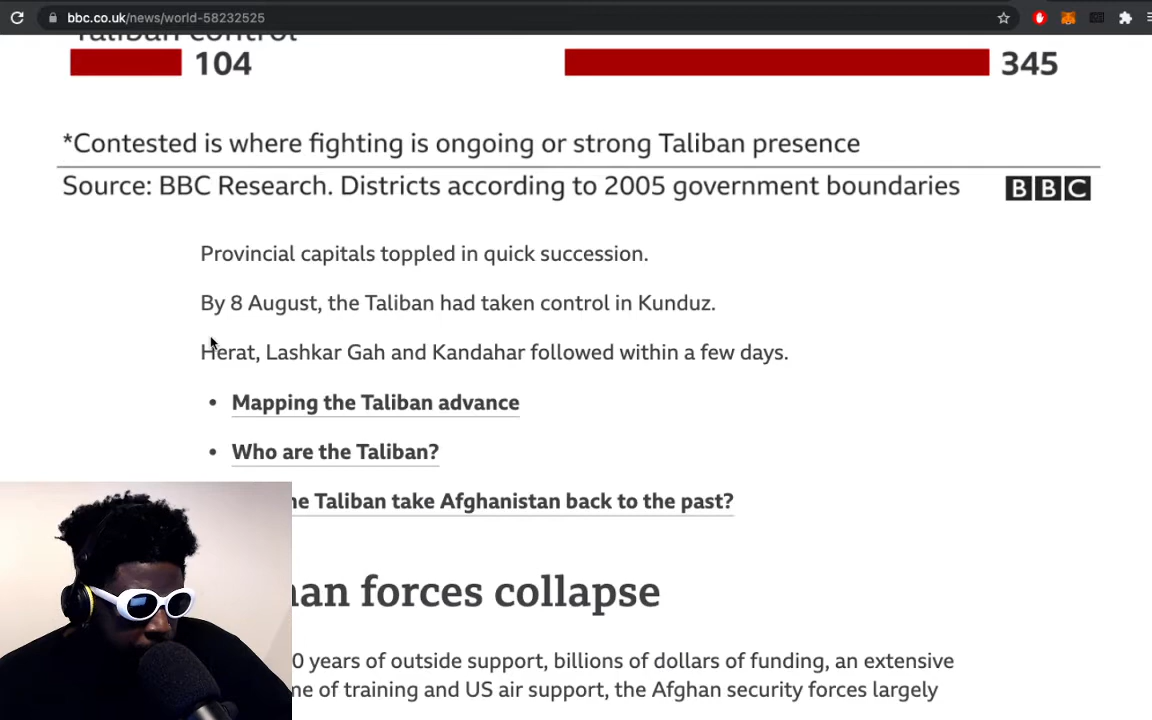 bbc.co.uk/news/world-58232525
Taliban control
104 345
*Contested is where fighting is ongoing or strong Taliban presence
Source: BBC Research. Districts according to 2005 government boundaries BBC
Provincial capitals toppled in quick succession.
By 8 August, the Taliban had taken control in Kunduz.
Herat, Lashkar Gah and Kandahar followed within a few days.
• Mapping the Taliban advance
• Who are the Taliban?
he Taliban take Afghanistan back to the past?
an forces collapse
0 years of outside support, billions of dollars of funding, an extensive
ne of training and US air support, the Afghan security forces largely